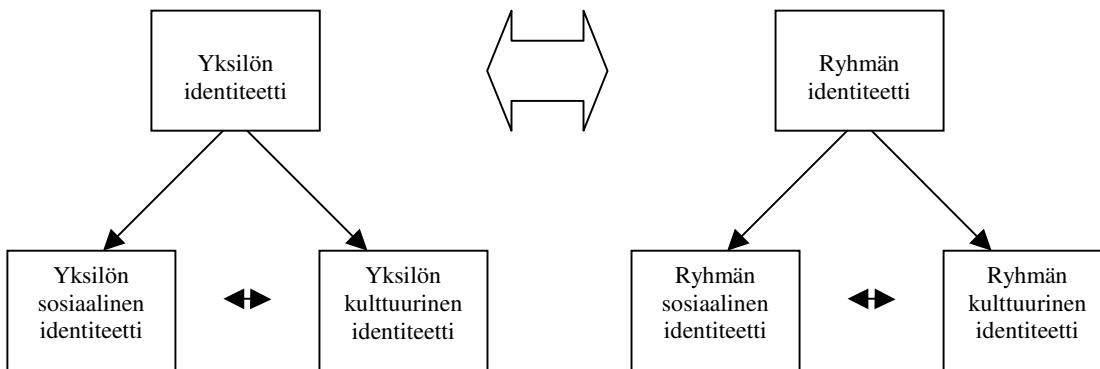 Yksilön
identiteetti
Ryhmän
identiteetti
Yksilön
sosiaalinen
identiteetti
Yksilön
kulttuurinen
identiteetti
Ryhmän
sosiaalinen
identiteetti
Ryhmän
kulttuurinen
identiteetti